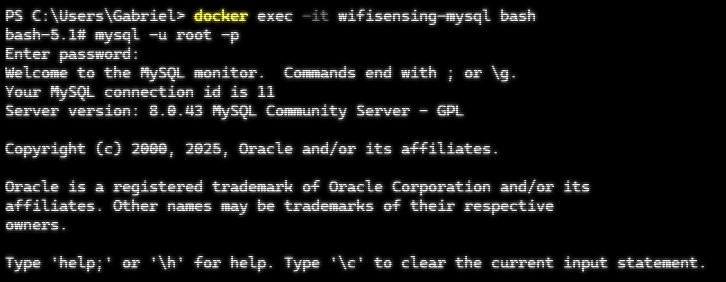 PS C:\Users\Gabriel> docker exec -it wifisensing-mysql bash
bash-5.1# mysql -u root -p
Enter password:
Welcome to the MySQL monitor.  Commands end with ; or \g.
Your MySQL connection id is 11
Server version: 8.0.43 MySQL Community Server - GPL

Copyright (c) 2000, 2025, Oracle and/or its affiliates.

Oracle is a registered trademark of Oracle Corporation and/or its
affiliates. Other names may be trademarks of their respective
owners.

Type 'help;' or '\h' for help. Type '\c' to clear the current input statement.